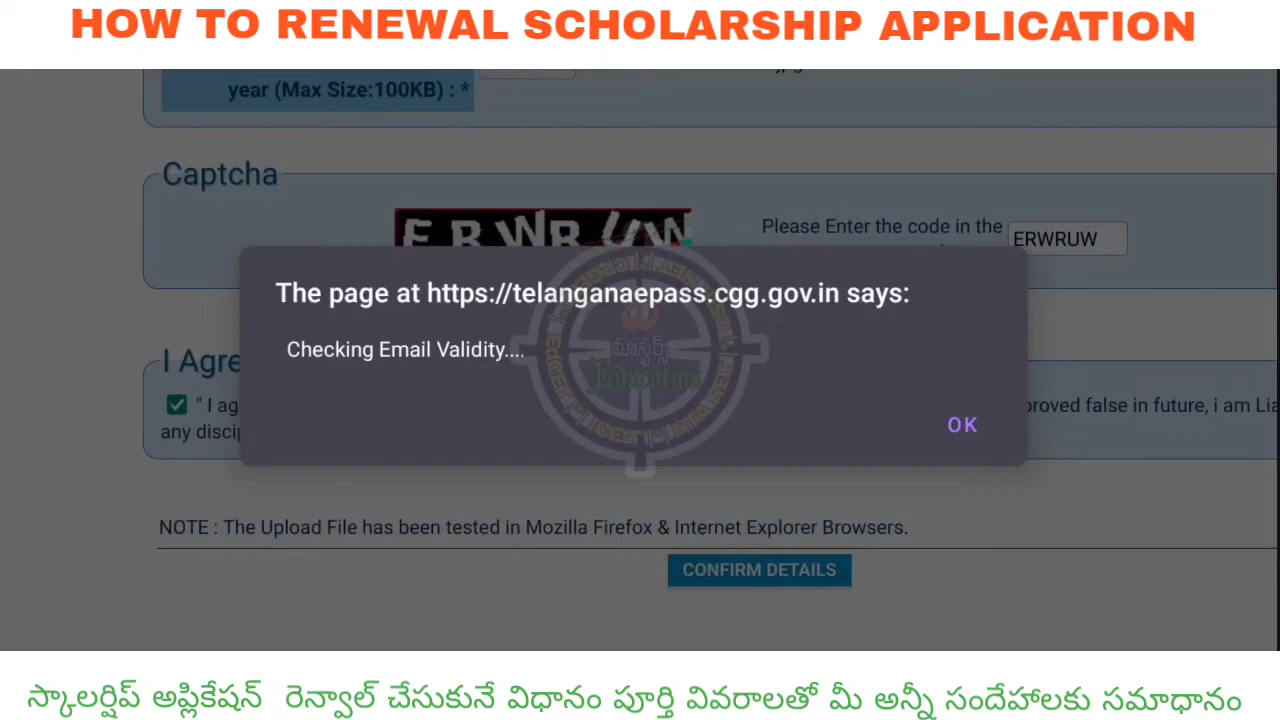 HOW TO RENEWAL SCHOLARSHIP APPLICATION
year (Max Size:100KB) : *
Captcha
ERWRUW
Please Enter the code in the
ERWRUW
The page at https://telanganaepass.cgg.gov.in says:
Checking Email Validity....
మాస్టర్స్
Education
OK
I Agre
" I ag
proved false in future, i am Lia
any discip
NOTE : The Upload File has been tested in Mozilla Firefox & Internet Explorer Browsers.
CONFIRM DETAILS
స్కాలర్షిప్ అప్లికేషన్ రెన్వాల్ చేసుకునే విధానం పూర్తి వివరాలతో మీ అన్నీ సందేహాలకు సమాధానం